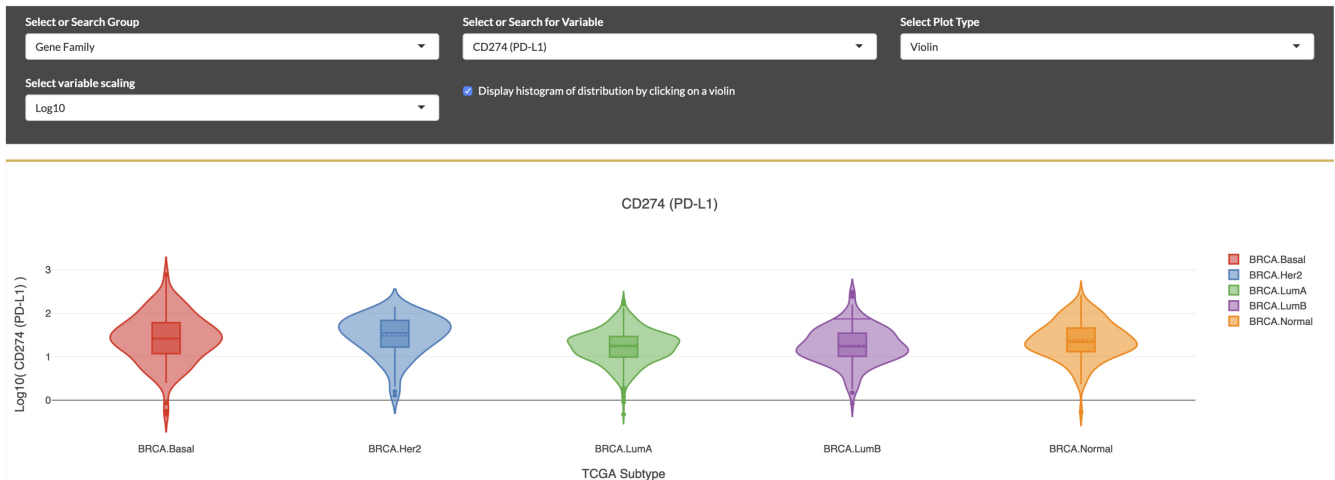 Select or Search Group
Select or Search for Variable
Select Plot Type
Gene Family
CD274 (PD-L1)
Violin
Select variable scaling
Display histogram of distribution by clicking on a violin
Log10
CD274 (PD-L1)
BRCA.Basal
BRCA.Her2
BRCA.LumA
BRCA.LumB
BRCA.Normal
Log10( CD274 (PD-L1) )
3
2
1
0
BRCA.Basal
BRCA.Her2
BRCA.LumA
BRCA.LumB
BRCA.Normal
TCGA Subtype